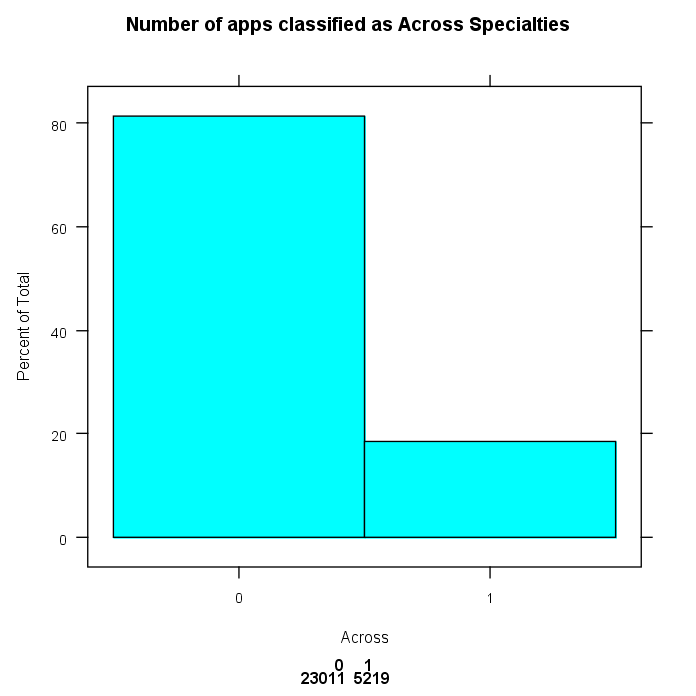 Number of apps classified as Across Specialties
80
60
40
20
0
Percent of Total
0 1
Across
0 1
23011 5219